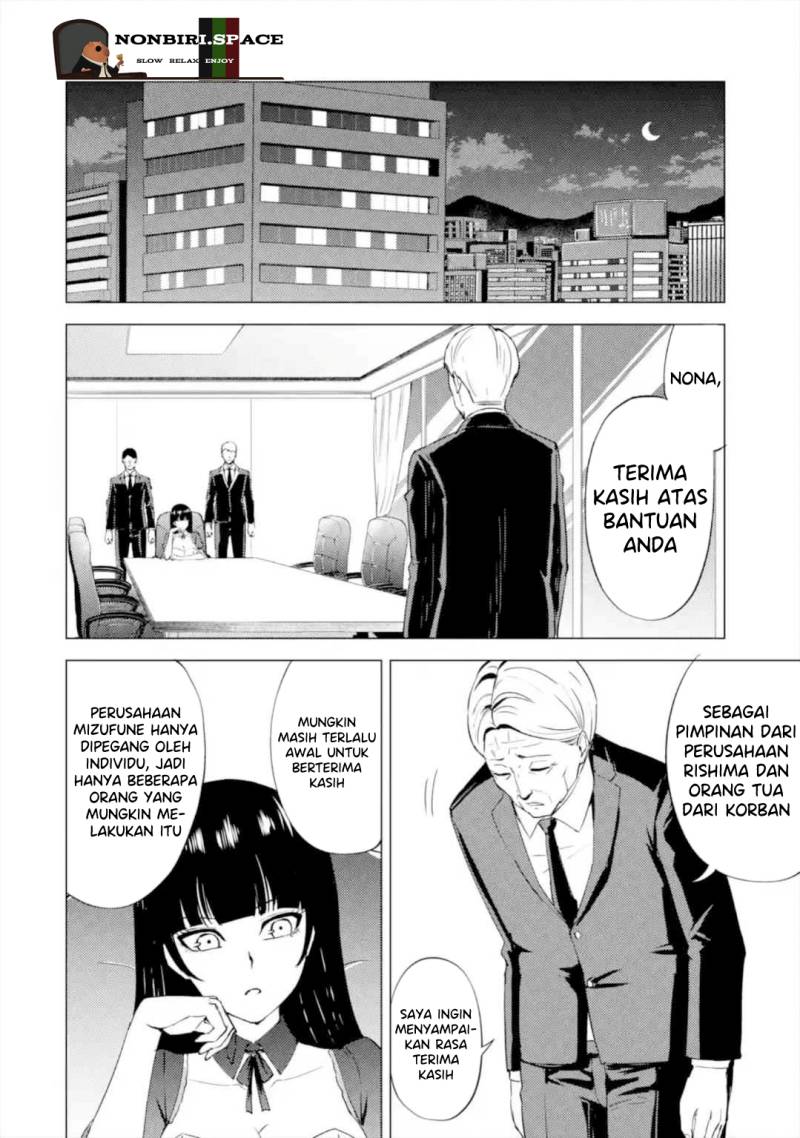 NONBIRI.SPACE
SLOW RELAX ENJOY
NONA,
TERIMA
KASIH ATAS
BANTUAN
ANDA
SEBAGAI
PIMPINAN DARI
PERUSAHAAN
RISHIMA DAN
ORANG TUA
DARI KORBAN
SAYA INGIN
MENYAMPAI-
KAN RASA
TERIMA
KASIH
MUNGKIN
MASIH TERLALU
AWAL UNTUK
BERTERIMA
KASIH
PERUSAHAAN
MIZUFUNE HANYA
DIPEGANG OLEH
INDIVIDU, JADI
HANYA BEBERAPA
ORANG YANG
MUNGKIN ME-
LAKUKAN ITU